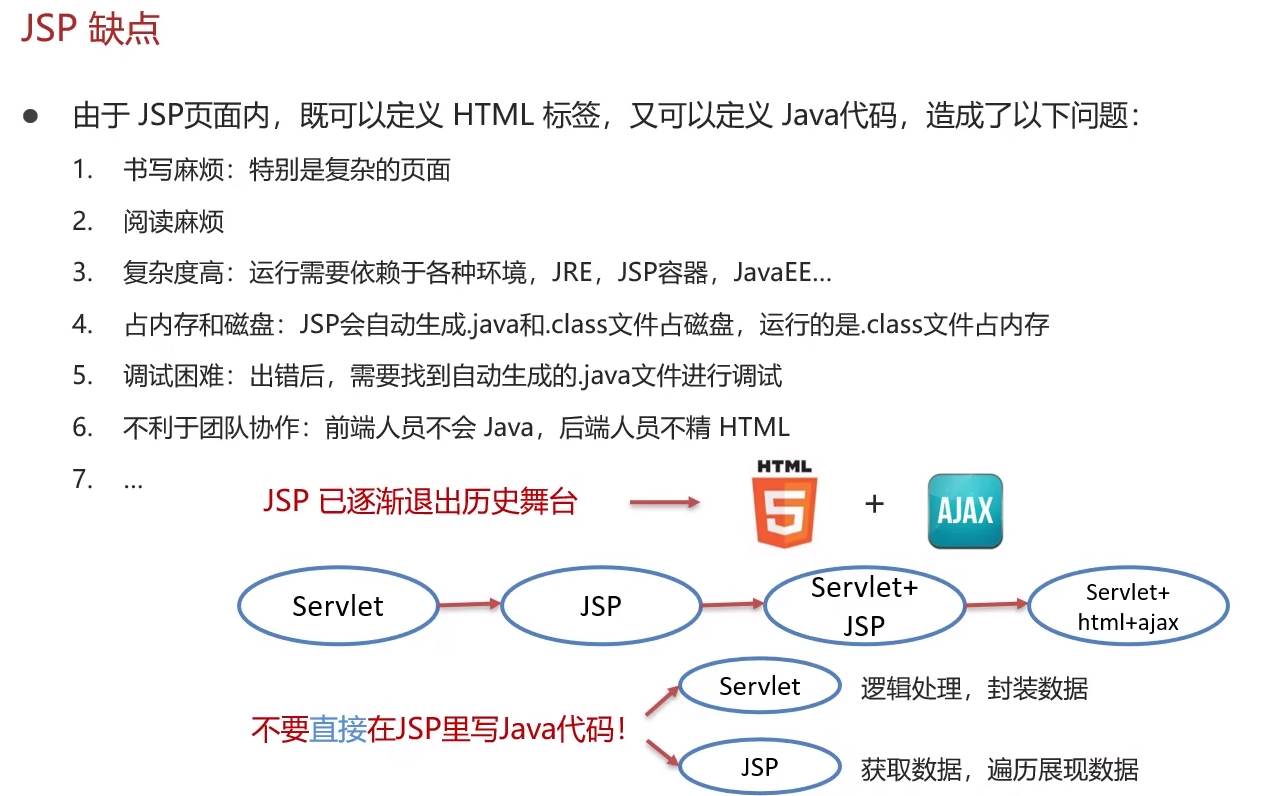 JSP 缺点
● 由于 JSP页面内，既可以定义 HTML 标签，又可以定义 Java代码，造成了以下问题：
1. 书写麻烦：特别是复杂的页面
2. 阅读麻烦
3. 复杂度高：运行需要依赖于各种环境，JRE，JSP容器，JavaEE...
4. 占内存和磁盘：JSP会自动生成.java和.class文件占磁盘，运行的是.class文件占内存
5. 调试困难：出错后，需要找到自动生成的.java文件进行调试
6. 不利于团队协作：前端人员不会 Java，后端人员不精 HTML
7. ...
JSP 已逐渐退出历史舞台
HTML
5
+
AJAX
Servlet
JSP
Servlet+
JSP
Servlet+
html+ajax
不要直接在JSP里写Java代码！
Servlet
逻辑处理，封装数据
JSP
获取数据，遍历展现数据